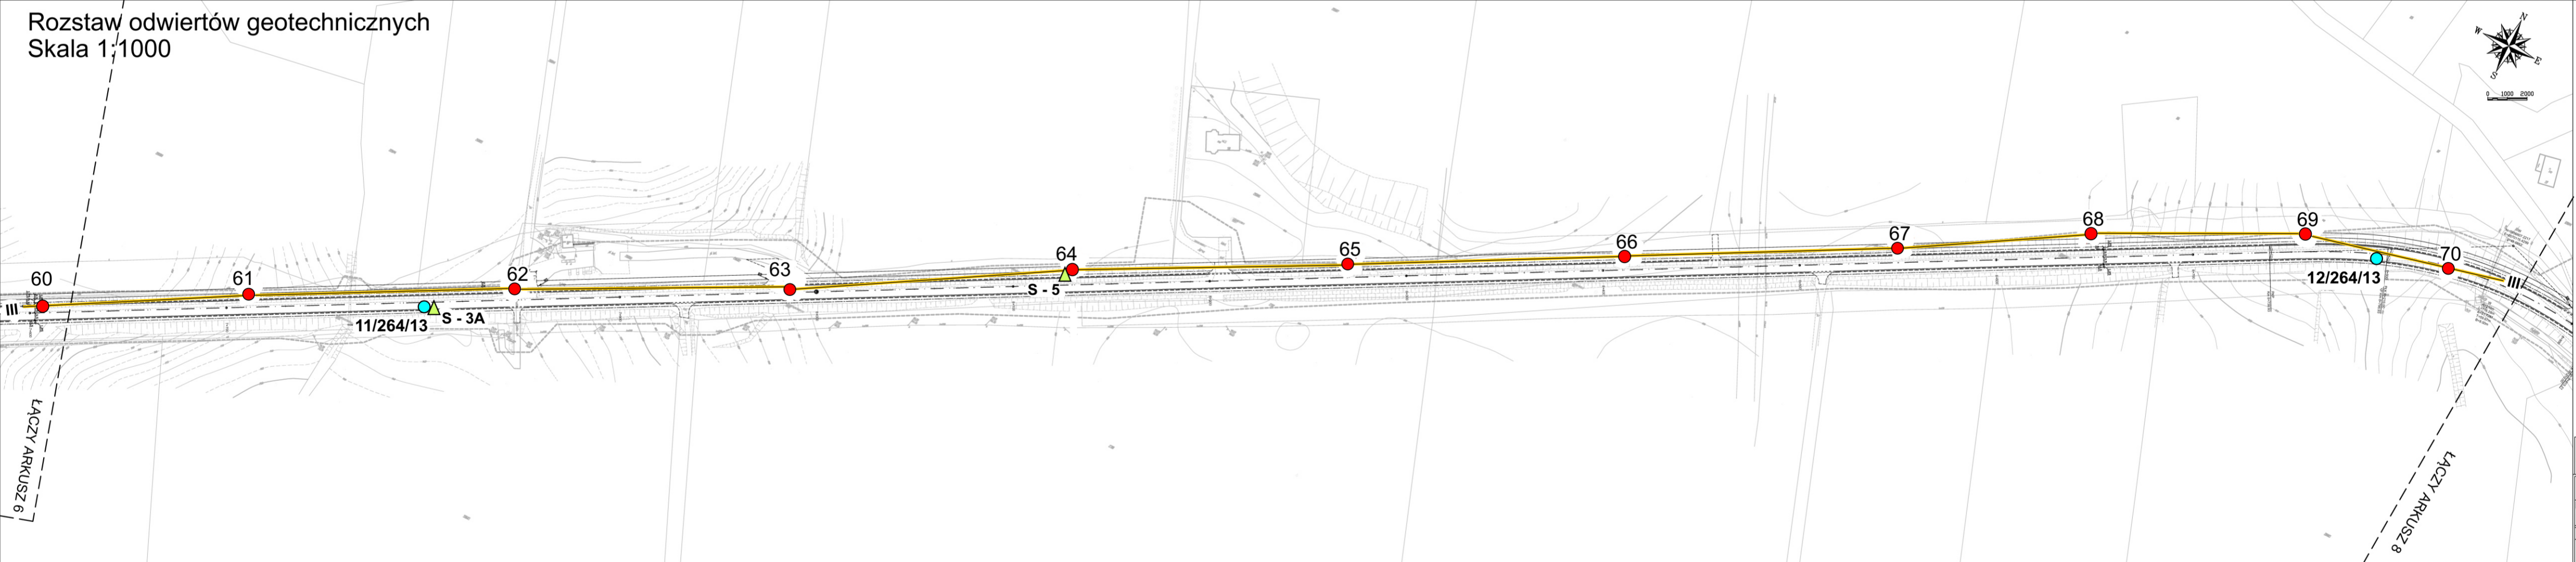 Rozstaw odwiertów geotechnicznych
Skala 1:1000
N
W
E
S
0 1000 2000
60
61
62
63
64
65
66
67
68
69
70
III
11/264/13
S - 3A
S - 5
12/264/13
III
ŁĄCZY ARKUSZ 6
ŁĄCZY ARKUSZ 8